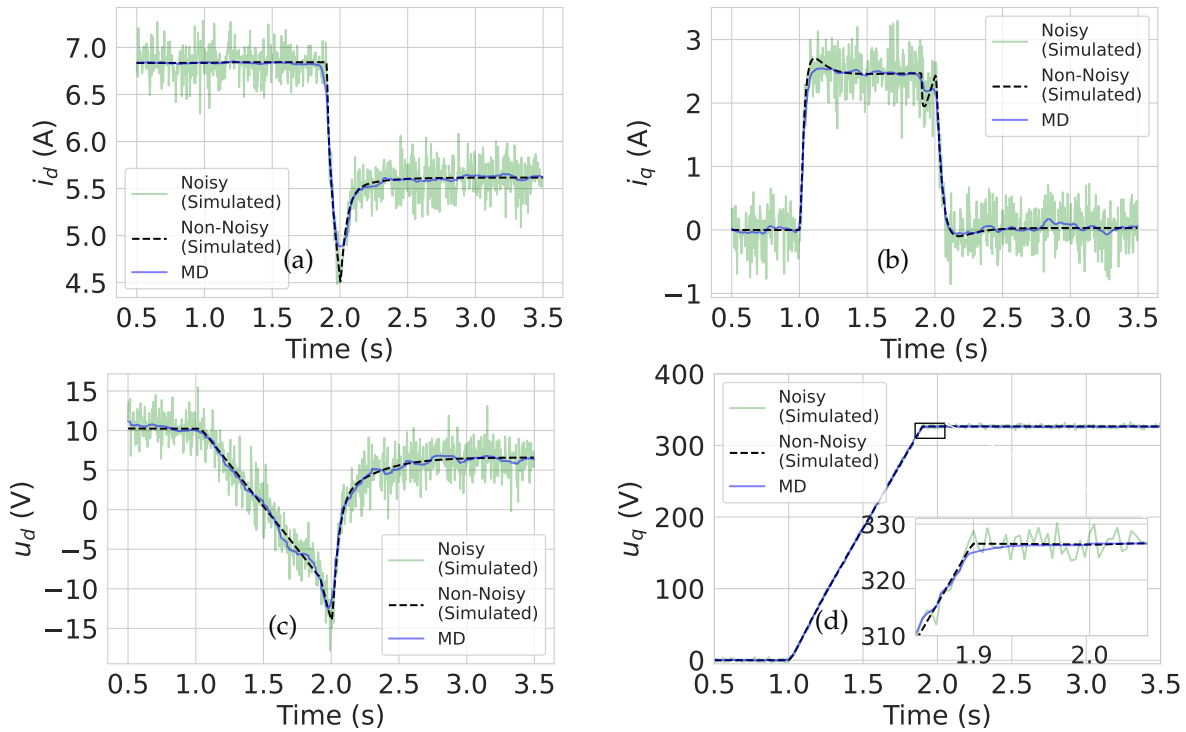 7.0
6.5
6.0
5.5
5.0
4.5
i_d (A)
Noisy
(Simulated)
Non-Noisy
(Simulated)
MD
(a)
0.5 1.0 1.5 2.0 2.5 3.0 3.5
Time (s)
3
2
1
0
−1
i_q (A)
Noisy
(Simulated)
Non-Noisy
(Simulated)
MD
(b)
0.5 1.0 1.5 2.0 2.5 3.0 3.5
Time (s)
15
10
5
0
−5
−10
−15
u_d (V)
Noisy
(Simulated)
Non-Noisy
(Simulated)
MD
(c)
0.5 1.0 1.5 2.0 2.5 3.0 3.5
Time (s)
400
300
200
100
0
u_q (V)
Noisy
(Simulated)
Non-Noisy
(Simulated)
MD
330
320
310
1.9 2.0
(d)
0.5 1.0 1.5 2.0 2.5 3.0 3.5
Time (s)